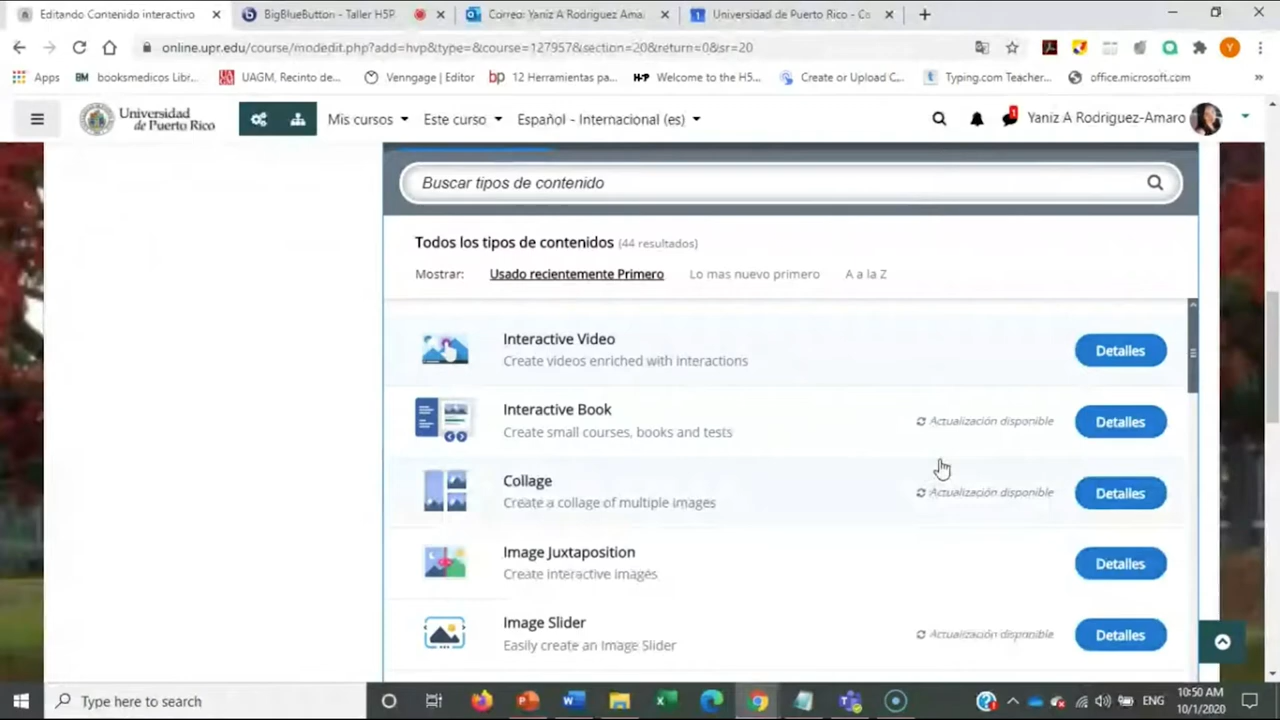 Editando Contenido interactivo
BigBlueButton - Taller H5P
Correo: Yaniz A Rodriguez Ama
Universidad de Puerto Rico - Co
online.upr.edu/course/modedit.php?add=hvp&type=&course=127957&section=20&return=0&sr=20
Y
Apps
BM booksmedicos Libr...
UAGM, Recinto de...
Venngage | Editor
bp 12 Herramientas pa...
H-P Welcome to the H5...
Create or Upload C...
Typing.com Teacher...
office.microsoft.com
»
Universidad de Puerto Rico
Mis cursos
Este curso
Español - Internacional (es)
1
Yaniz A Rodriguez-Amaro
Buscar tipos de contenido
Todos los tipos de contenidos (44 resultados)
Mostrar: Usado recientemente Primero Lo mas nuevo primero A a la Z
Interactive Video
Create videos enriched with interactions
Detalles
Interactive Book
Create small courses, books and tests
Actualización disponible
Detalles
Collage
Create a collage of multiple images
Actualización disponible
Detalles
Image Juxtaposition
Create interactive images
Detalles
Image Slider
Easily create an Image Slider
Actualización disponible
Detalles
Type here to search
ENG
10:50 AM
10/1/2020